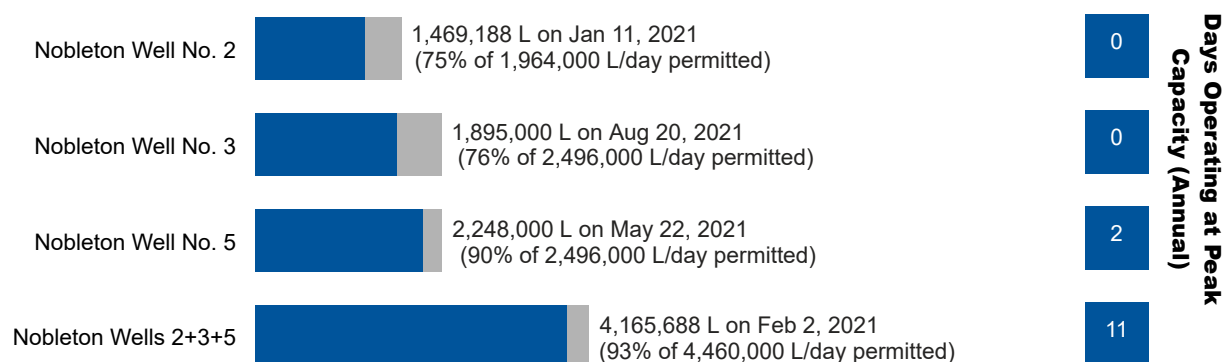 Nobleton Well No. 2
1,469,188 L on Jan 11, 2021
(75% of 1,964,000 L/day permitted)
0
Nobleton Well No. 3
1,895,000 L on Aug 20, 2021
(76% of 2,496,000 L/day permitted)
0
Nobleton Well No. 5
2,248,000 L on May 22, 2021
(90% of 2,496,000 L/day permitted)
2
Nobleton Wells 2+3+5
4,165,688 L on Feb 2, 2021
(93% of 4,460,000 L/day permitted)
11
Days Operating at Peak
Capacity (Annual)